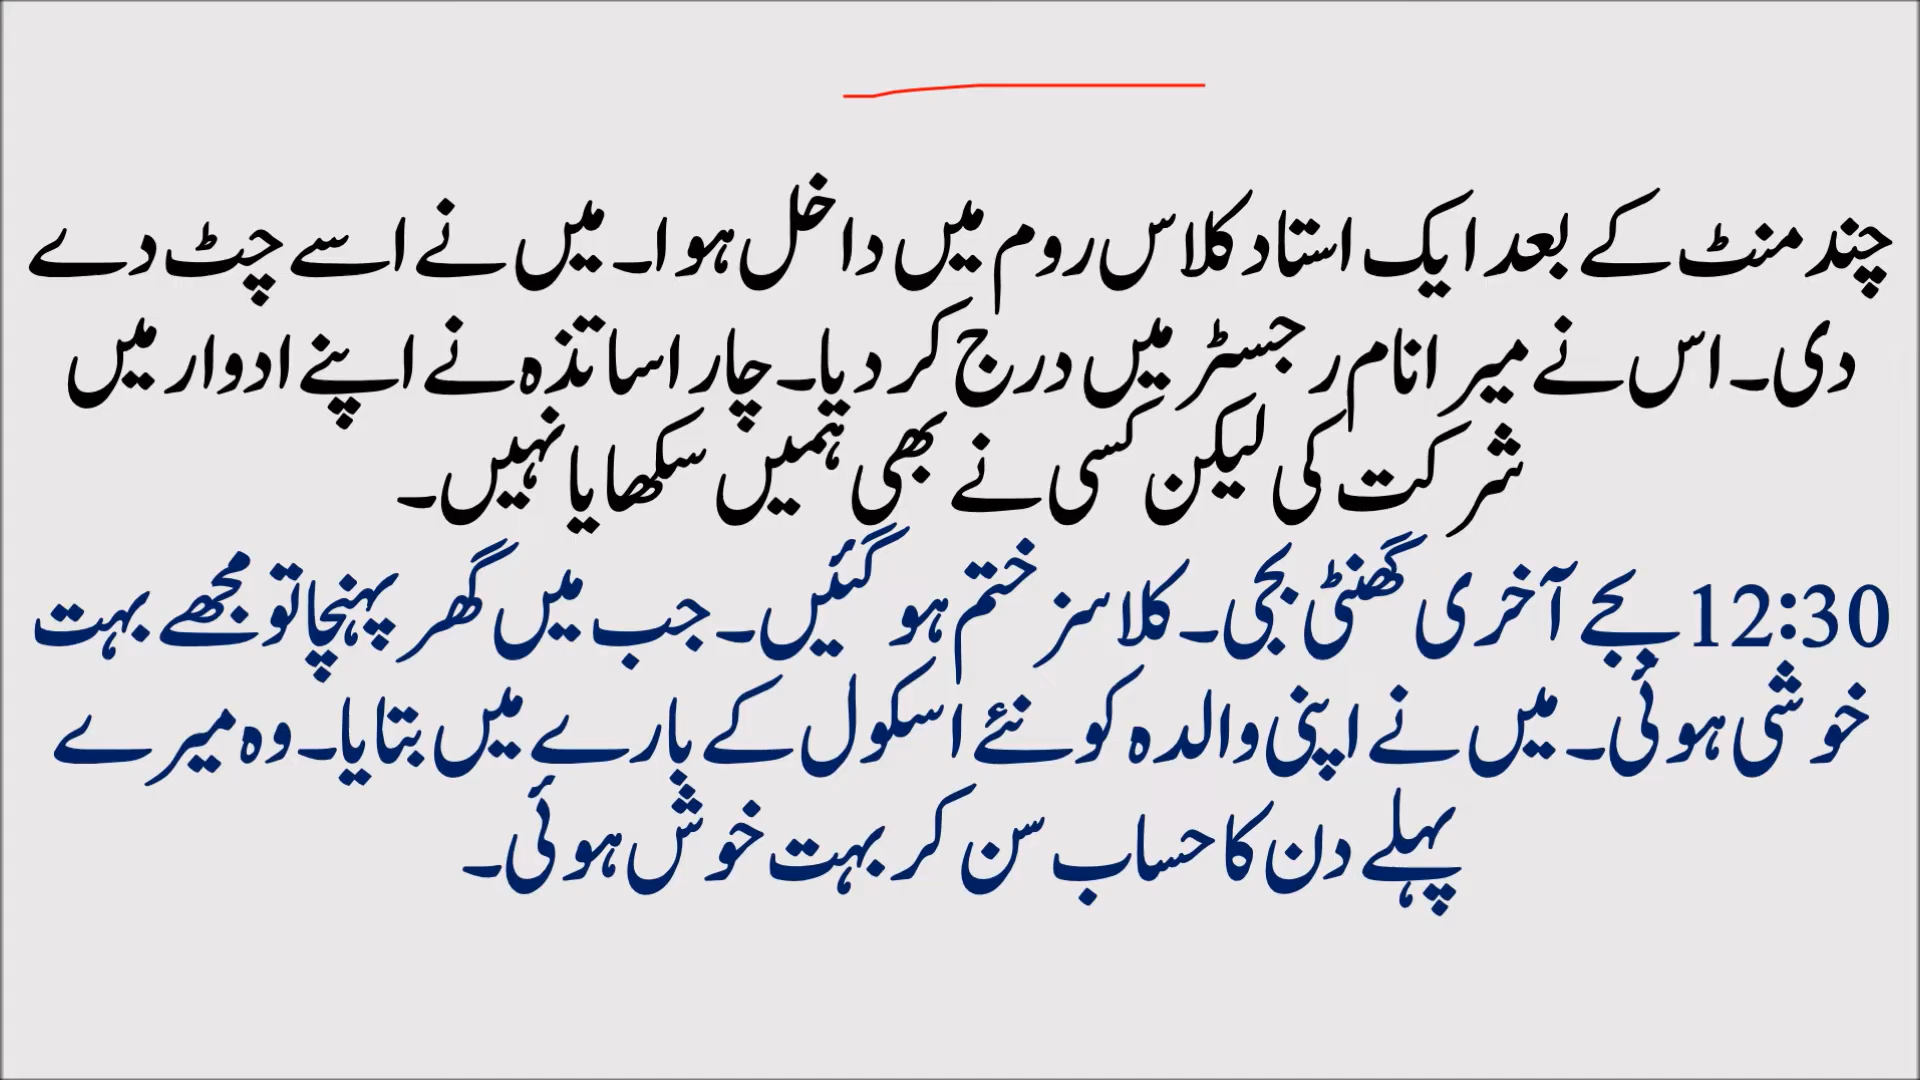 چند منٹ کے بعد ایک استاد کلاس روم میں داخل ہوا۔ میں نے اسے چٹ دے
دی۔ اس نے میرا نام رجسٹر میں درج کر دیا۔ چار اساتذہ نے اپنے ادوار میں
شرکت کی لیکن کسی نے بھی ہمیں سکھایا نہیں۔
12:30 بجے آخری گھنٹی بجی۔ کلاسز ختم ہو گئیں۔ جب میں گھر پہنچا تو مجھے بہت
خوشی ہوئی۔ میں نے اپنی والدہ کو نئے اسکول کے بارے میں بتایا۔ وہ میرے
پہلے دن کا حساب سن کر بہت خوش ہوئی۔